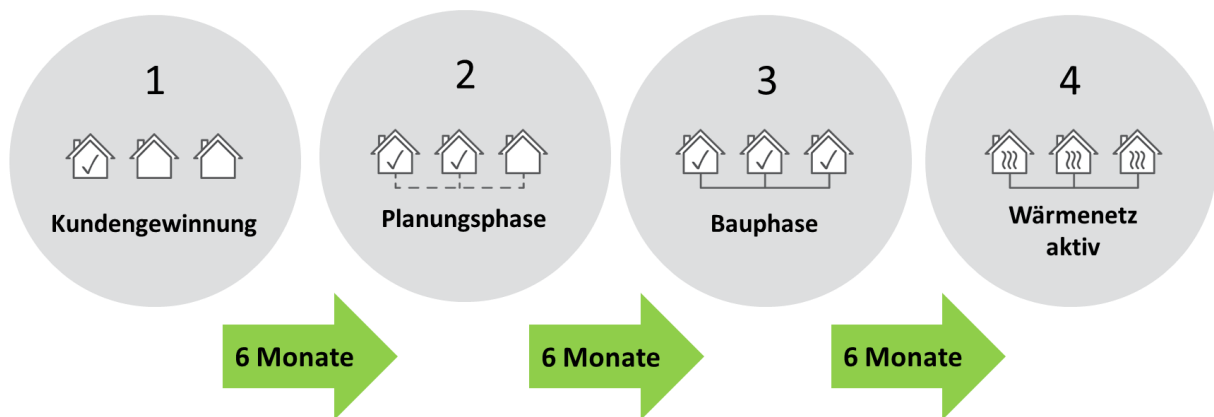 1
Kundengewinnung
2
Planungsphase
3
Bauphase
4
Wärmenetz
aktiv
6 Monate
6 Monate
6 Monate